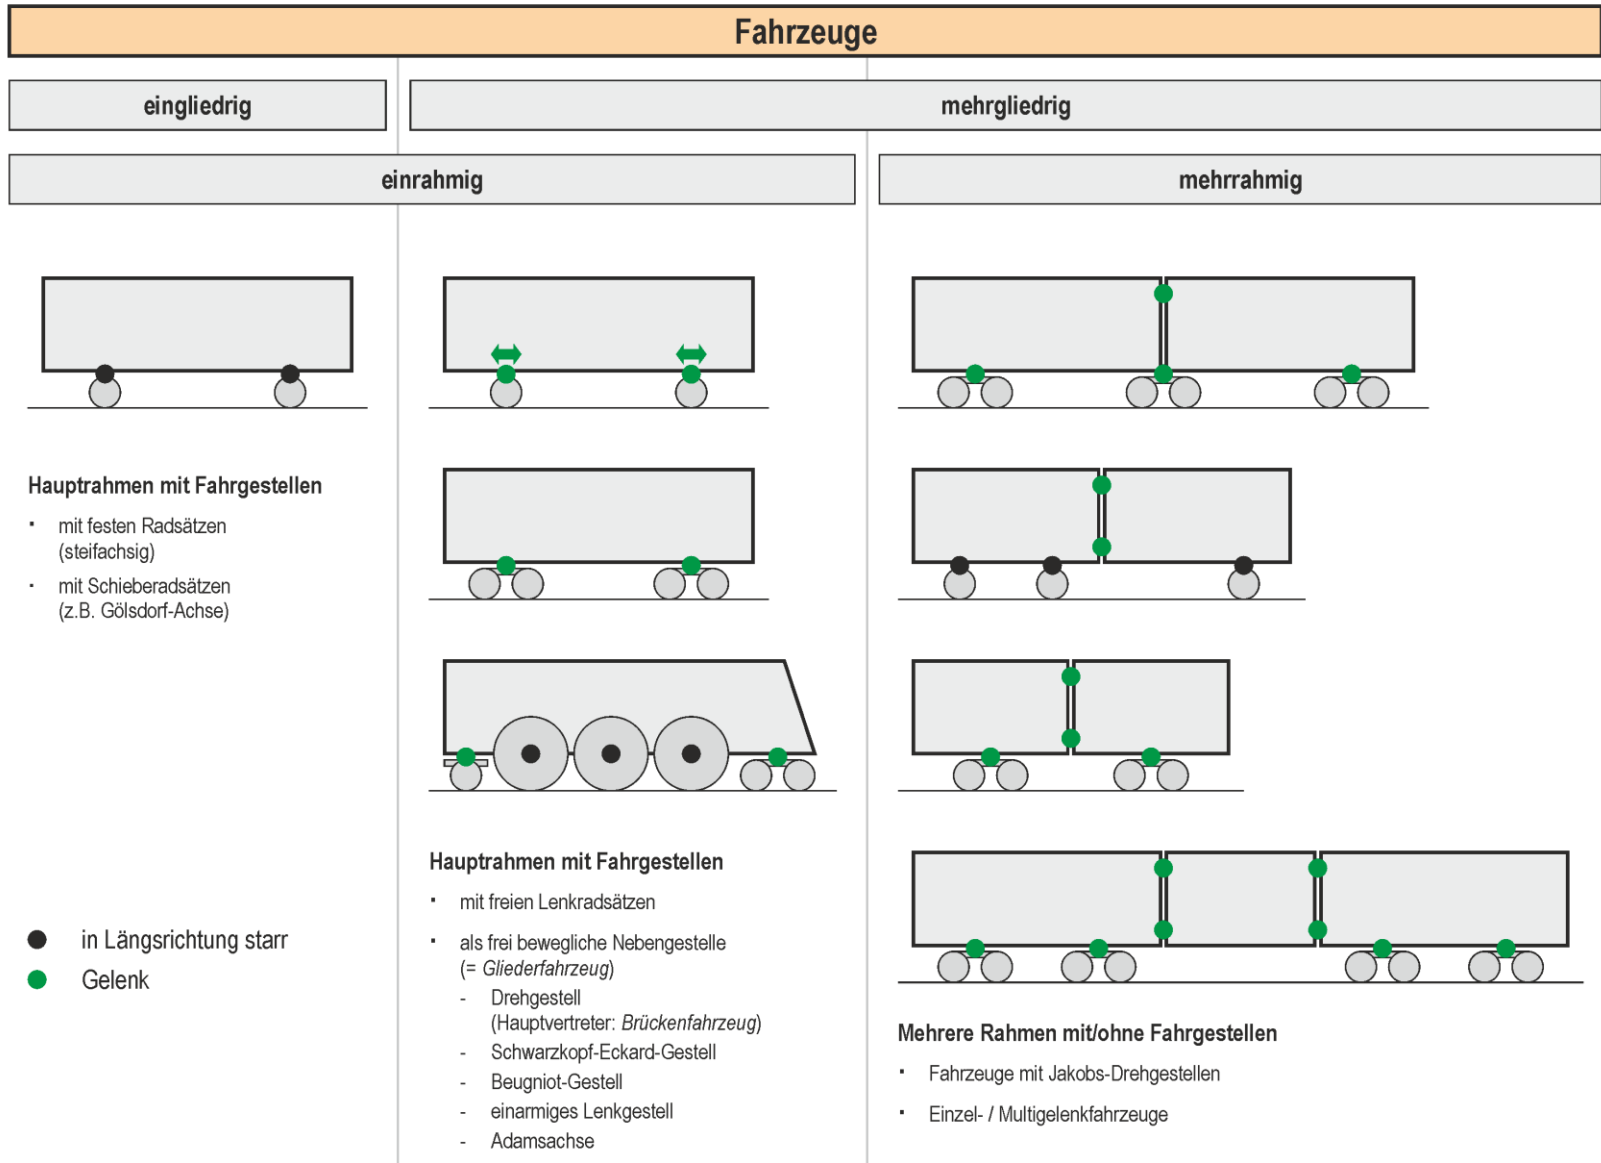 Fahrzeuge
eingliedrig
mehrgliedrig
einrahmig
mehrrahmig
Hauptrahmen mit Fahrgestellen
· mit festen Radsätzen
(steifachsig)
· mit Schieberadsätzen
(z.B. Gölsdorf-Achse)
in Längsrichtung starr
Gelenk
Hauptrahmen mit Fahrgestellen
· mit freien Lenkradsätzen
· als frei bewegliche Nebengestelle
(= Gliederfahrzeug)
- Drehgestell
(Hauptvertreter: Brückenfahrzeug)
- Schwarzkopf-Eckard-Gestell
- Beugniot-Gestell
- einarmiges Lenkgestell
- Adamsachse
Mehrere Rahmen mit/ohne Fahrgestellen
· Fahrzeuge mit Jakobs-Drehgestellen
· Einzel- / Multigelenkfahrzeuge